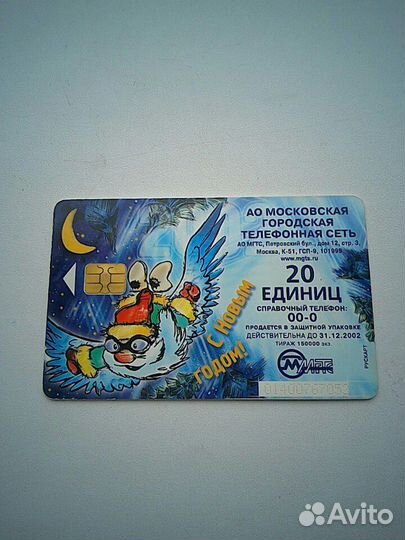 АО МОСКОВСКАЯ
ГОРОДСКАЯ
ТЕЛЕФОННАЯ СЕТЬ
АО МГТС, Петровский бул., дом 12, стр. 3,
Москва, К-51, ГСП-9, 101999
www.mgts.ru
20
ЕДИНИЦ
СПРАВОЧНЫЙ ТЕЛЕФОН:
00-0
ПРОДАЕТСЯ В ЗАЩИТНОЙ УПАКОВКЕ
ДЕЙСТВИТЕЛЬНА ДО 31.12.2002
ТИРАЖ 150000 экз.
МГТС
01400767052
РУСКАРТ
С НОВЫМ
ГОДОМ!
Avito